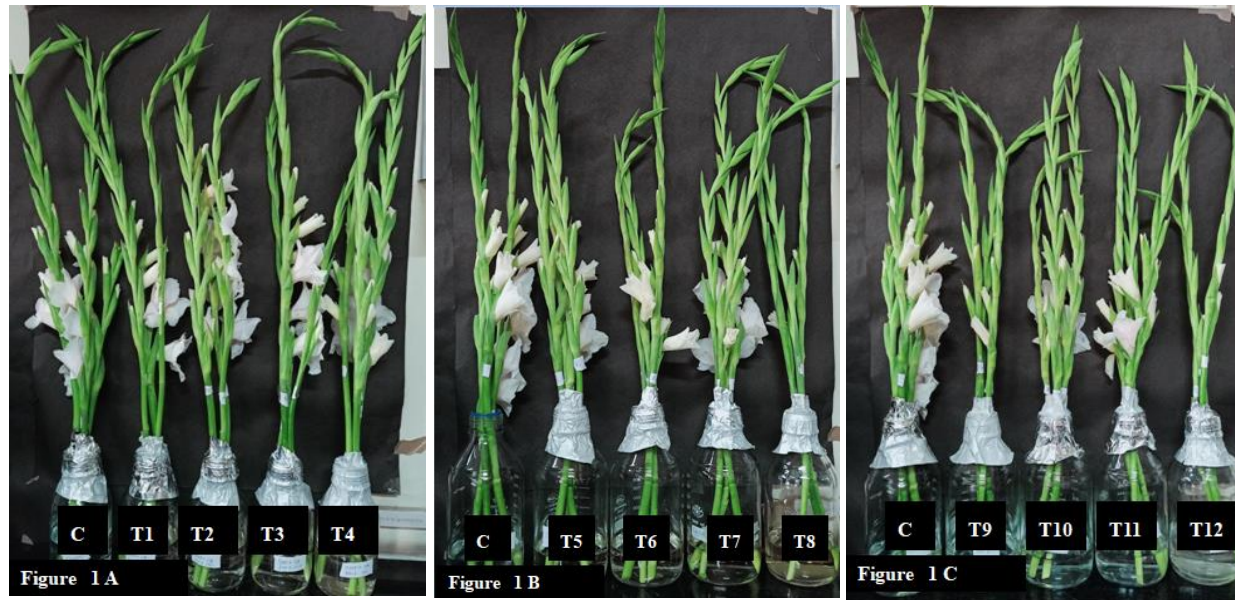 C T1 T2 T3 T4
Figure 1 A
C T5 T6 T7 T8
Figure 1 B
C T9 T10 T11 T12
Figure 1 C